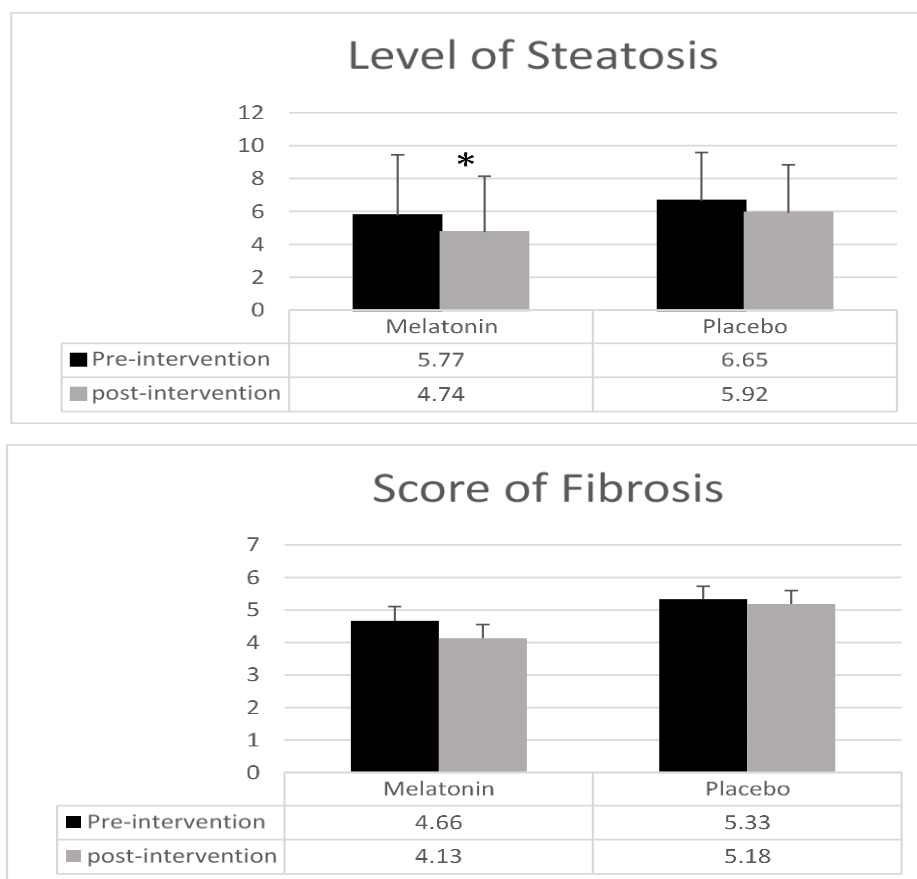 Level of Steatosis
12
10
*
8
6
4
2
0
Melatonin Placebo
Pre-intervention 5.77 6.65
post-intervention 4.74 5.92
Score of Fibrosis
7
6
5
4
3
2
1
0
Melatonin Placebo
Pre-intervention 4.66 5.33
post-intervention 4.13 5.18